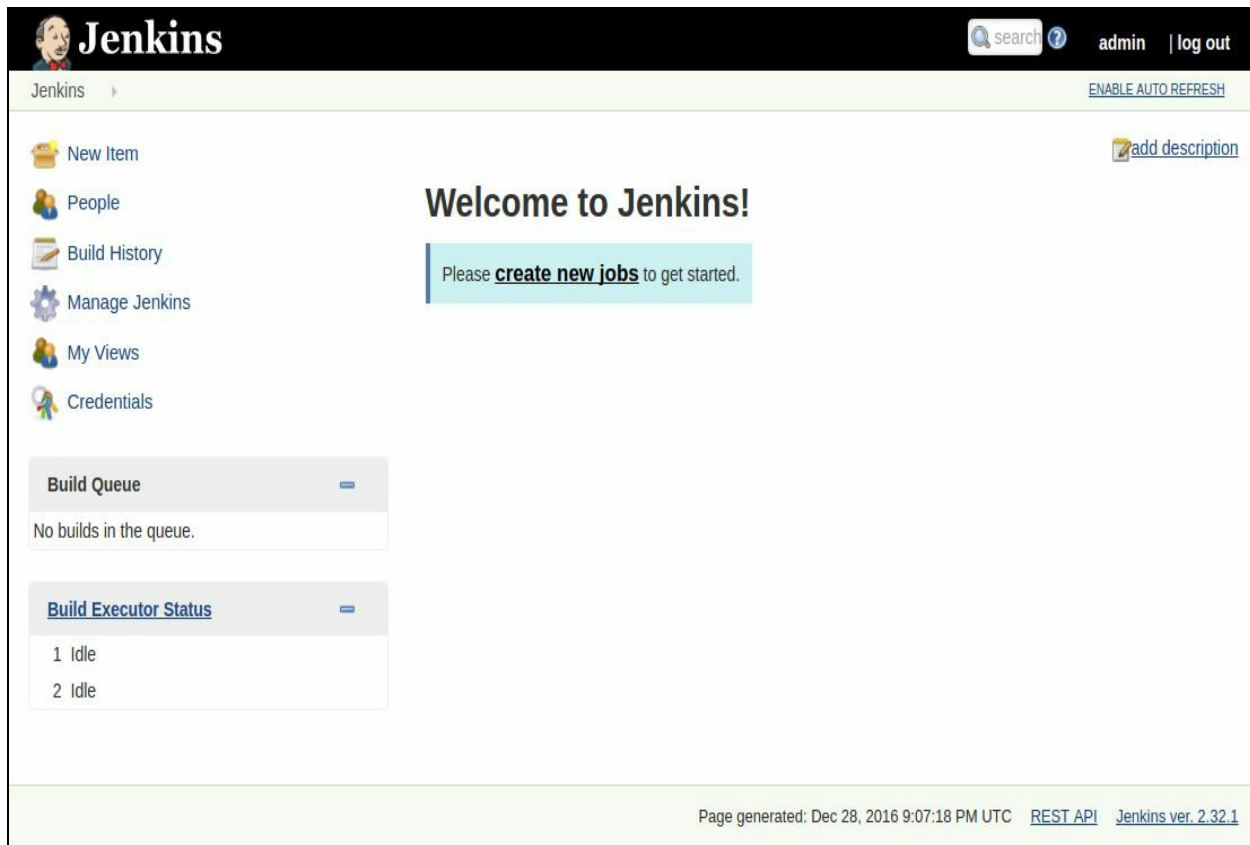 Jenkins
search
admin | log out
Jenkins
ENABLE AUTO REFRESH
New Item
People
Build History
Manage Jenkins
My Views
Credentials
add description
Welcome to Jenkins!
Please create new jobs to get started.
Build Queue
No builds in the queue.
Build Executor Status
1 Idle
2 Idle
Page generated: Dec 28, 2016 9:07:18 PM UTC REST API Jenkins ver. 2.32.1